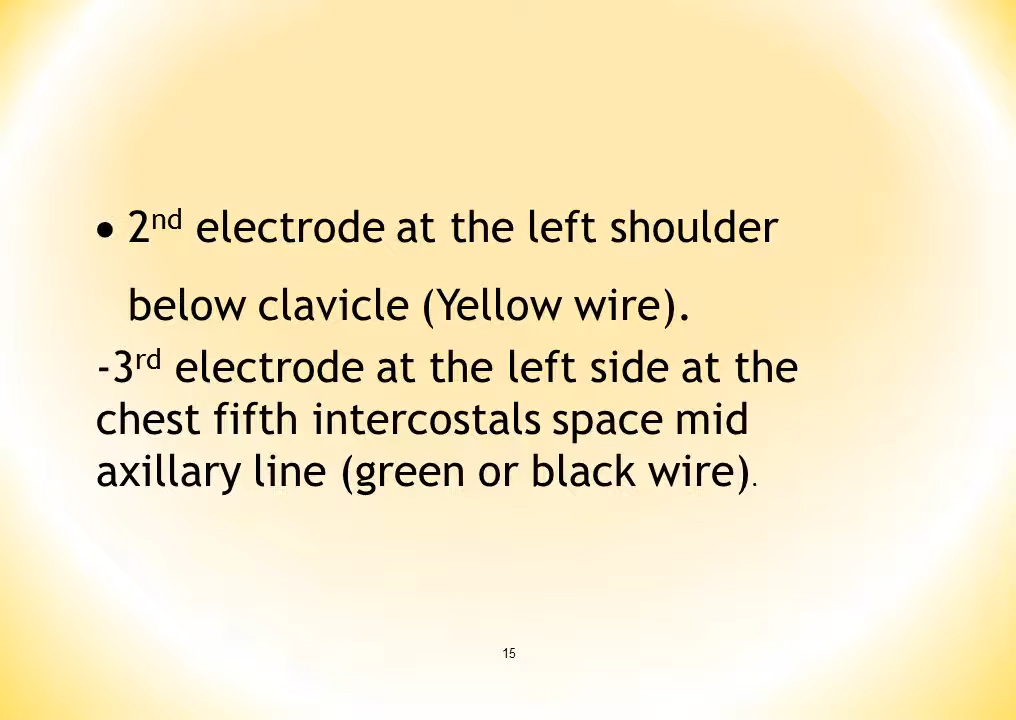 • 2nd electrode at the left shoulder
below clavicle (Yellow wire).
-3rd electrode at the left side at the
chest fifth intercostals space mid
axillary line (green or black wire).
15